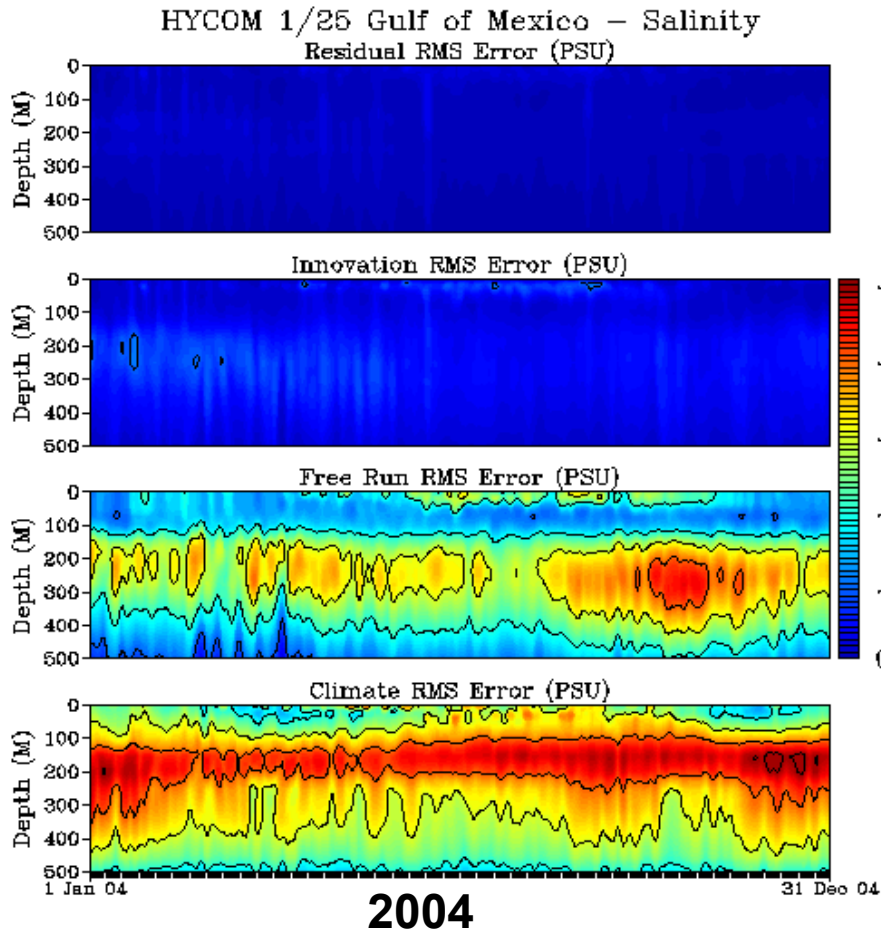 HYCOM 1/25 Gulf of Mexico – Salinity
Residual RMS Error (PSU)
0
100
200
300
400
500
Depth (M)
Innovation RMS Error (PSU)
0
100
200
300
400
500
Depth (M)
Free Run RMS Error (PSU)
0
100
200
300
400
500
Depth (M)
Climate RMS Error (PSU)
0
100
200
300
400
500
Depth (M)
1 Jan 04
31 Dec 04
2004